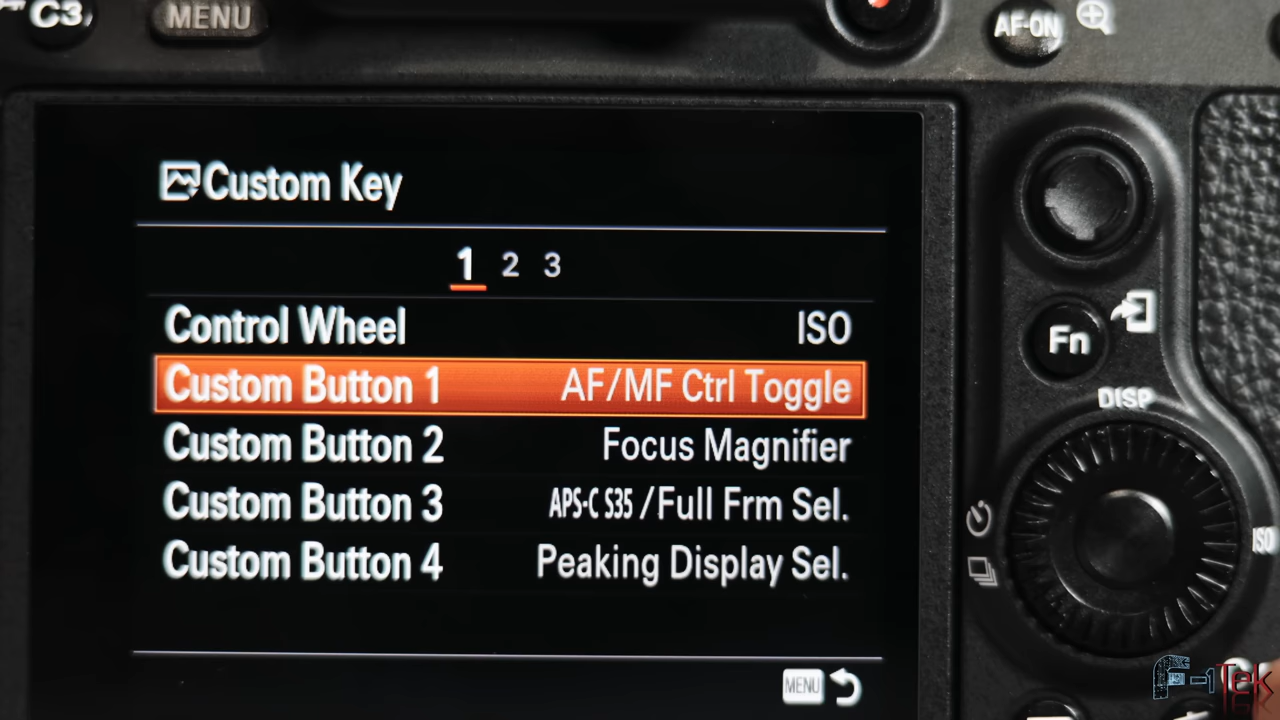 C3
MENU
AF-ON
Custom Key
1 2 3
Control Wheel ISO
Custom Button 1 AF/MF Ctrl Toggle
Custom Button 2 Focus Magnifier
Custom Button 3 APS-C S35 /Full Frm Sel.
Custom Button 4 Peaking Display Sel.
MENU
Fn
DISP
ISO
F-1Tek